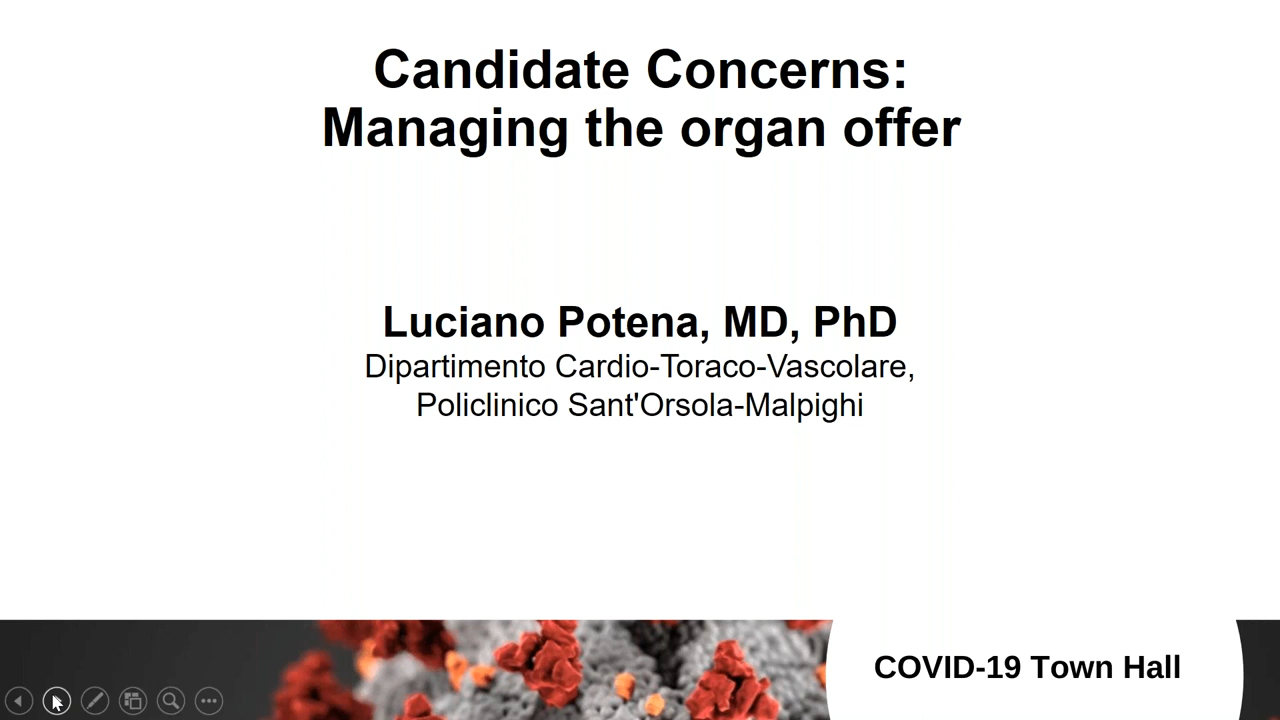 Candidate Concerns:
Managing the organ offer
Luciano Potena, MD, PhD
Dipartimento Cardio-Toraco-Vascolare,
Policlinico Sant'Orsola-Malpighi
COVID-19 Town Hall